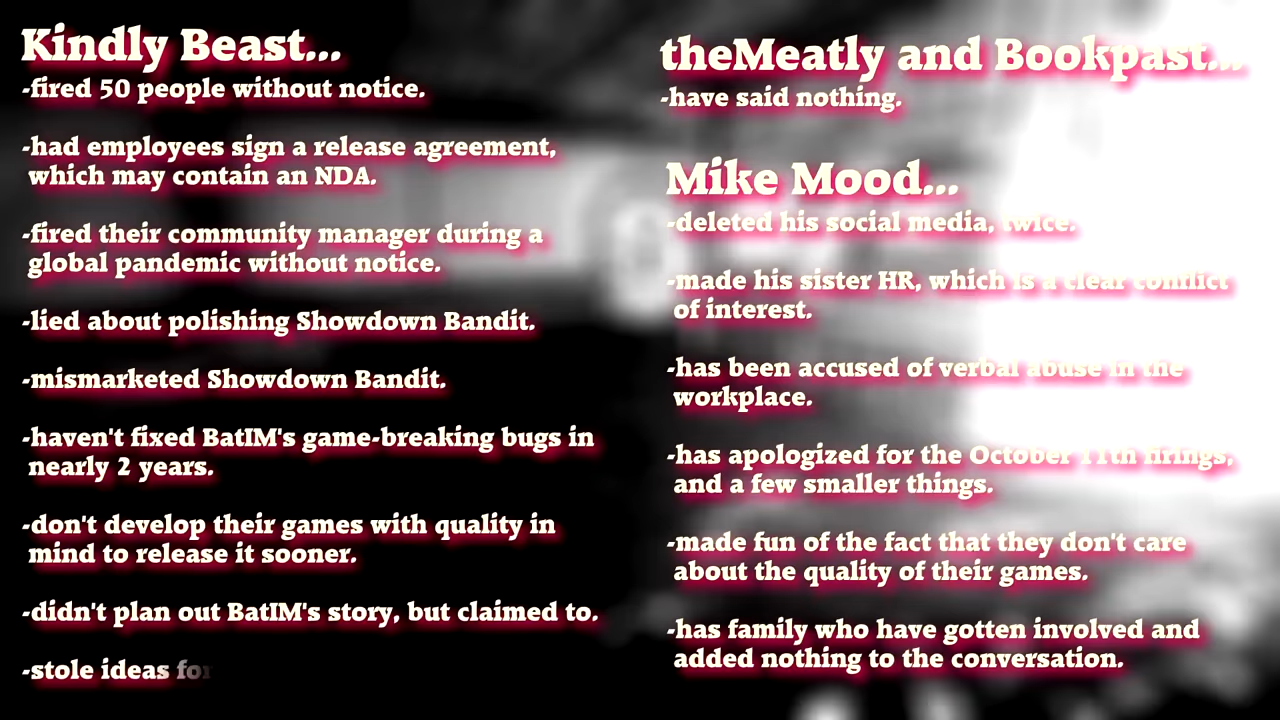 Kindly Beast...
-fired 50 people without notice.
-had employees sign a release agreement,
which may contain an NDA.
-fired their community manager during a
global pandemic without notice.
-lied about polishing Showdown Bandit.
-mismarketed Showdown Bandit.
-haven't fixed BatIM's game-breaking bugs in
nearly 2 years.
-don't develop their games with quality in
mind to release it sooner.
-didn't plan out BatIM's story, but claimed to.
-stole ideas for
theMeatly and Bookpast...
-have said nothing.
Mike Mood...
-deleted his social media, twice.
-made his sister HR, which is a clear conflict
of interest.
-has been accused of verbal abuse in the
workplace.
-has apologized for the October 11th firings,
and a few smaller things.
-made fun of the fact that they don't care
about the quality of their games.
-has family who have gotten involved and
added nothing to the conversation.